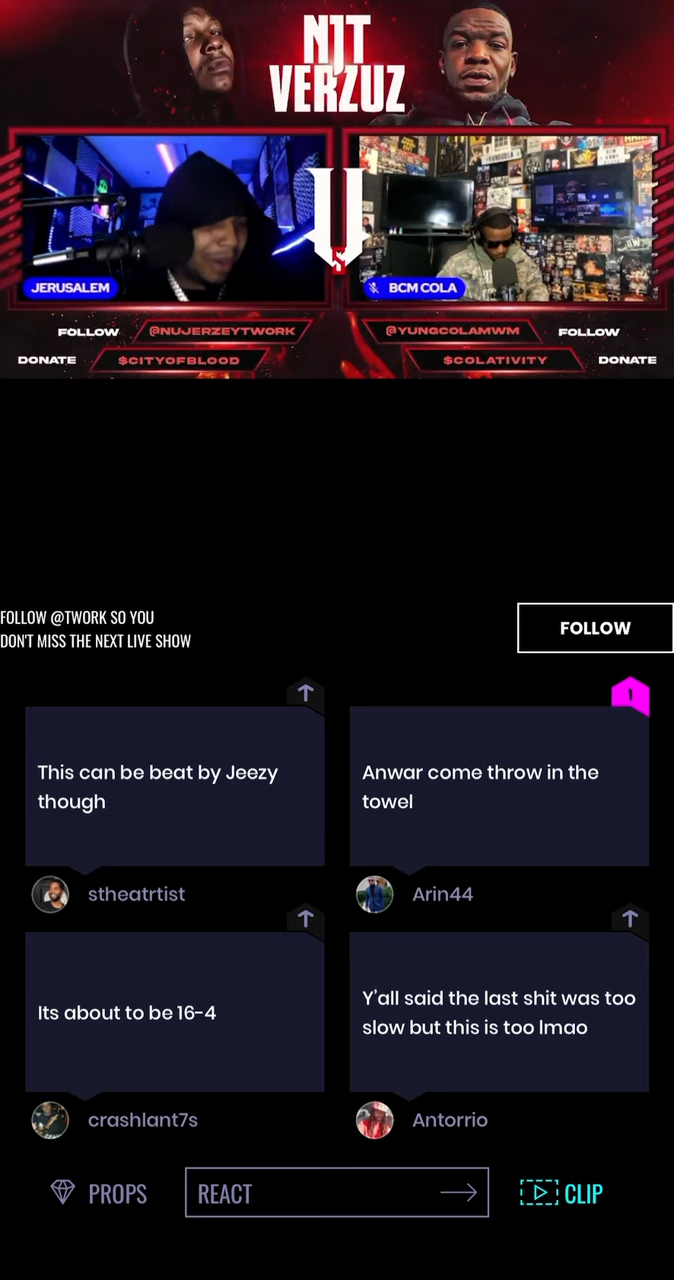 NJT
VERZUZ
JERUSALEM
BCM COLA
FOLLOW @NUJERZEYTWORK @YUNGCOLAMWM FOLLOW
DONATE $CITYOFBLOOD $COLATIVITY DONATE
FOLLOW @TWORK SO YOU
DON'T MISS THE NEXT LIVE SHOW
FOLLOW
1
This can be beat by Jeezy
though
stheatrtist
Anwar come throw in the
towel
Arin44
Its about to be 16-4
crashlant7s
Y'all said the last shit was too
slow but this is too lmao
Antorrio
PROPS
REACT
CLIP